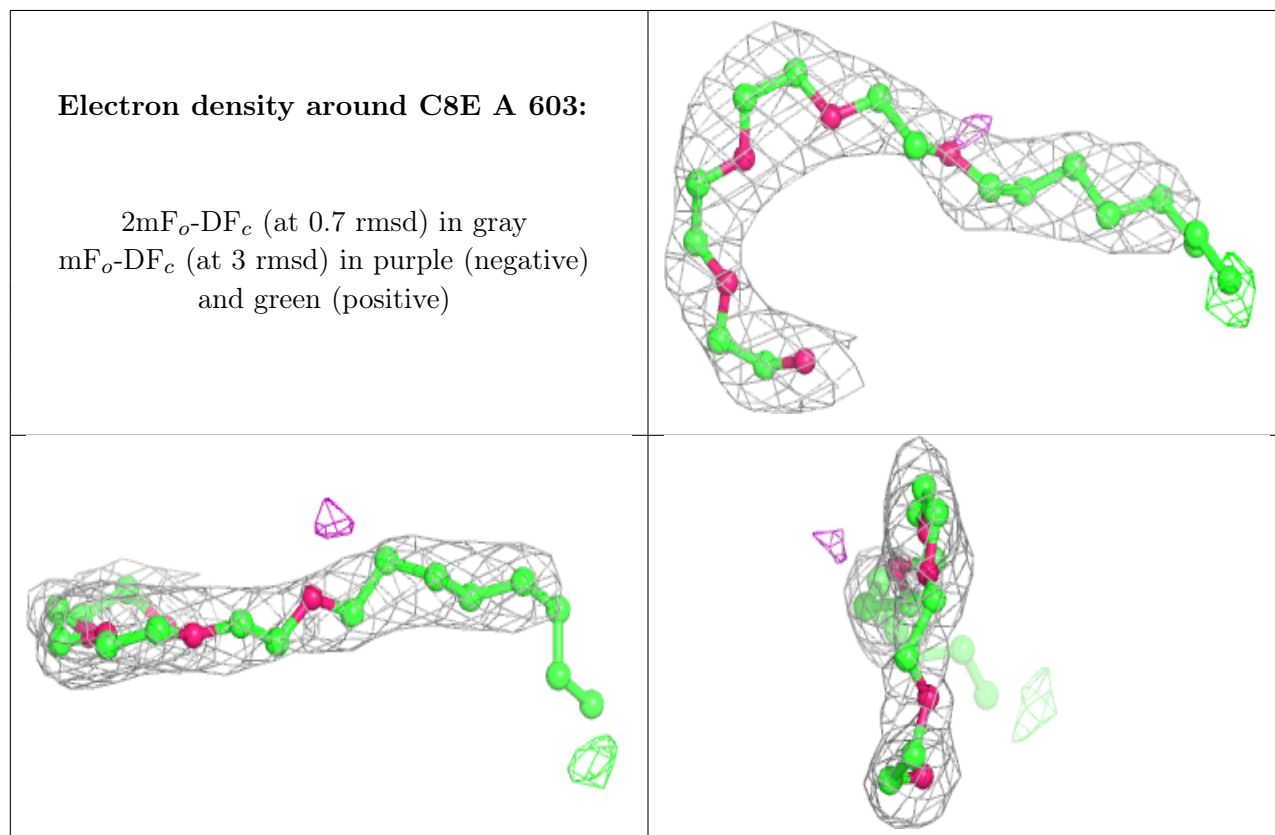 Electron density around C8E A 603:
2mFo-DFc (at 0.7 rmsd) in gray
mFo-DFc (at 3 rmsd) in purple (negative)
and green (positive)